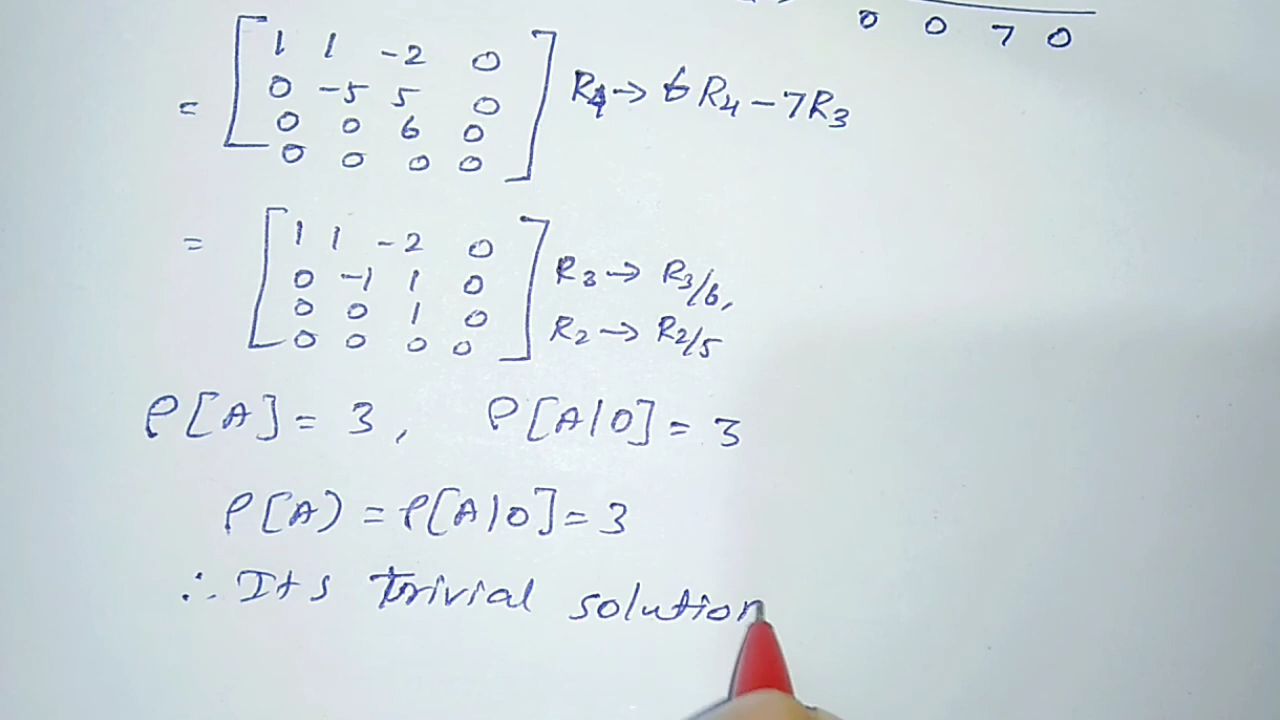 0 0 7 0
= [ 1 1 -2 0
0 -5 5 0
0 0 6 0
0 0 0 0 ] R4 → 6R4 - 7R3
= [ 1 1 -2 0
0 -1 1 0
0 0 1 0
0 0 0 0 ] R3 → R3/6,
R2 → R2/5
ρ[A] = 3, ρ[A|0] = 3
ρ[A) = ρ[A|0] = 3
∴ Its trivial solution